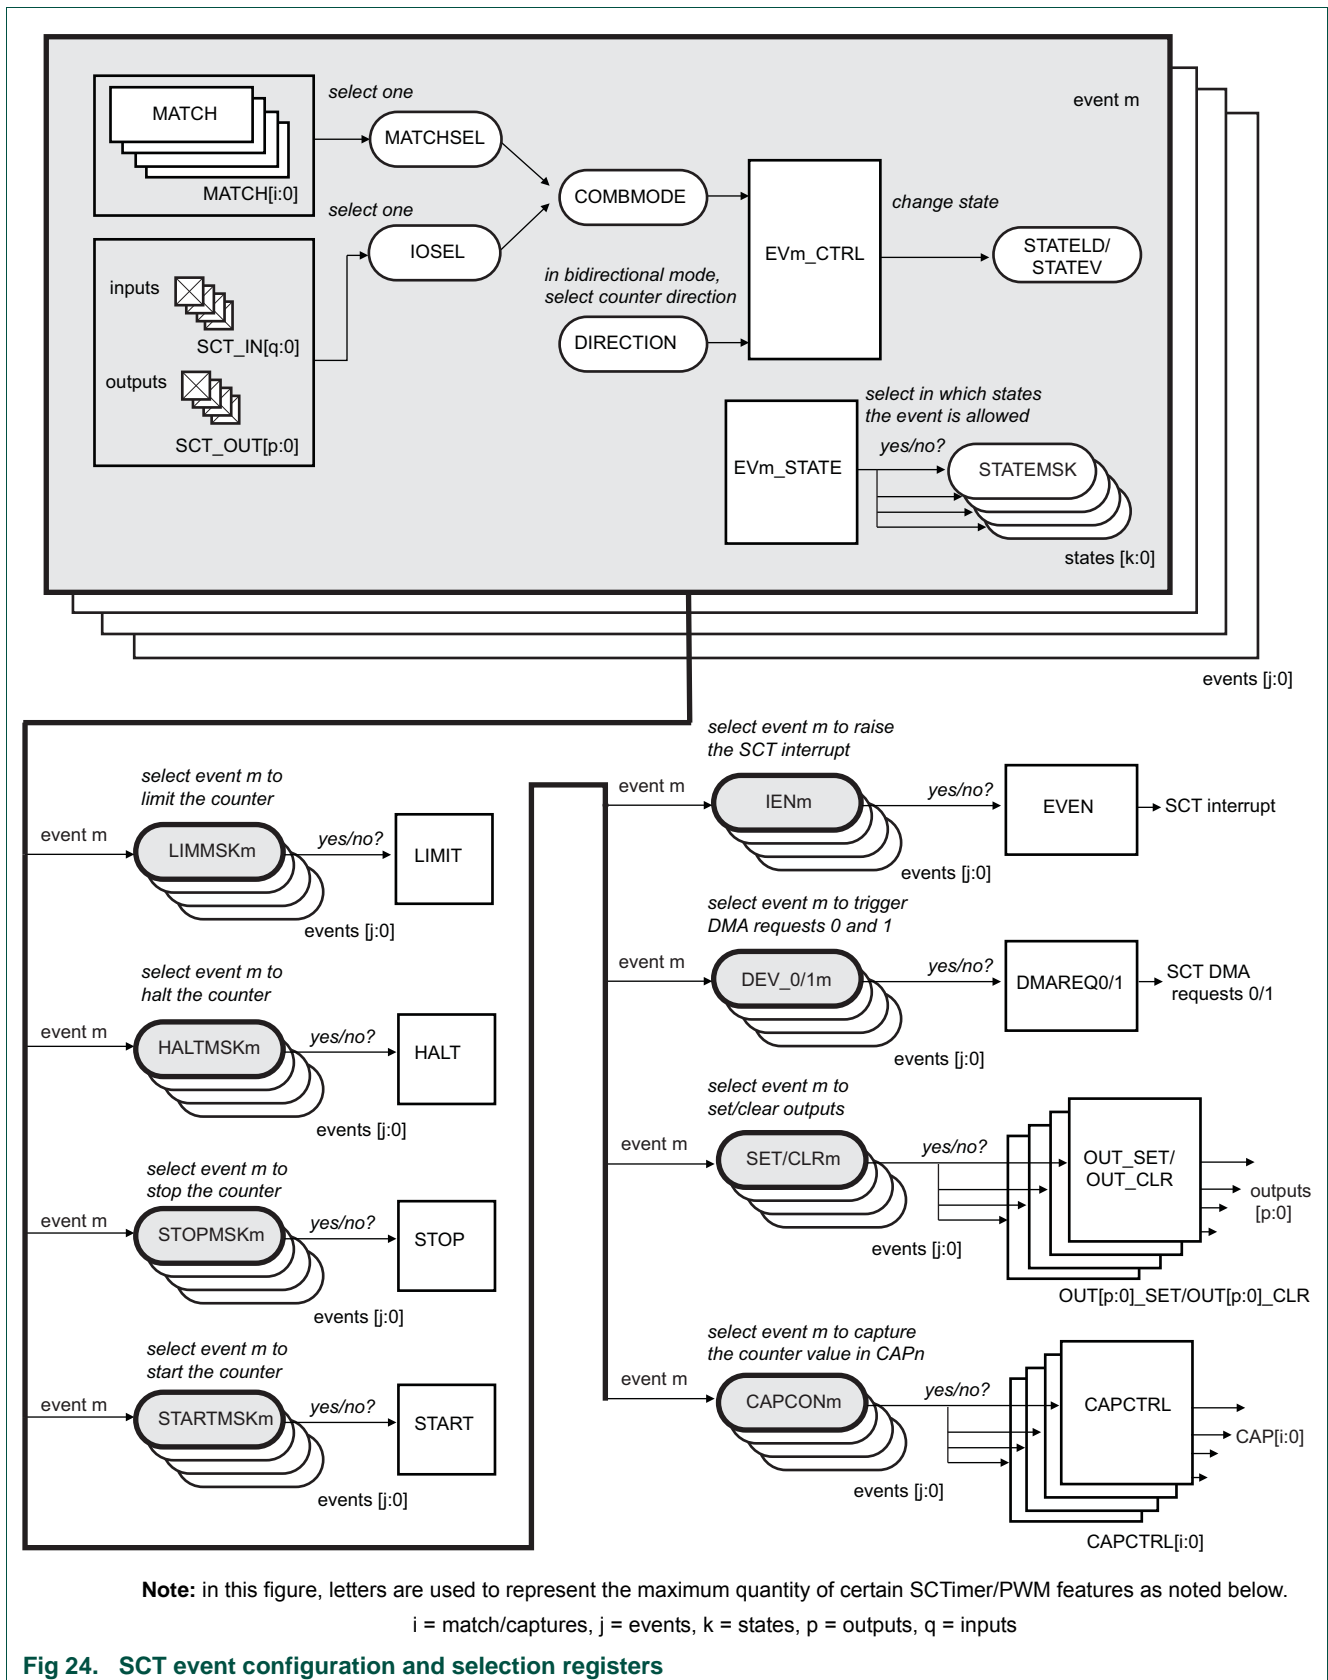 event m
select one
MATCH
MATCHSEL
MATCH[i:0]
select one
COMBMODE
change state
IOSEL
EVm_CTRL
STATELD/
STATEV
in bidirectional mode,
select counter direction
inputs
SCT_IN[q:0]
DIRECTION
outputs
SCT_OUT[p:0]
select in which states
the event is allowed
yes/no?
EVm_STATE
STATEMSK
states [k:0]
events [j:0]
select event m to
limit the counter
event m
LIMMSKm
yes/no?
LIMIT
events [j:0]
select event m to
halt the counter
event m
HALTMSKm
yes/no?
HALT
events [j:0]
select event m to
stop the counter
event m
STOPMSKm
yes/no?
STOP
events [j:0]
select event m to
start the counter
event m
STARTMSKm
yes/no?
START
events [j:0]
select event m to raise
the SCT interrupt
event m
IENm
yes/no?
EVEN
SCT interrupt
events [j:0]
select event m to trigger
DMA requests 0 and 1
event m
DEV_0/1m
yes/no?
DMAREQ0/1
SCT DMA
requests 0/1
events [j:0]
select event m to
set/clear outputs
event m
SET/CLRm
yes/no?
OUT_SET/
OUT_CLR
outputs
[p:0]
events [j:0]
OUT[p:0]_SET/OUT[p:0]_CLR
select event m to capture
the counter value in CAPn
event m
CAPCONm
yes/no?
CAPCTRL
CAP[i:0]
events [j:0]
CAPCTRL[i:0]
Note: in this figure, letters are used to represent the maximum quantity of certain SCTimer/PWM features as noted below.
i = match/captures, j = events, k = states, p = outputs, q = inputs
Fig 24. SCT event configuration and selection registers